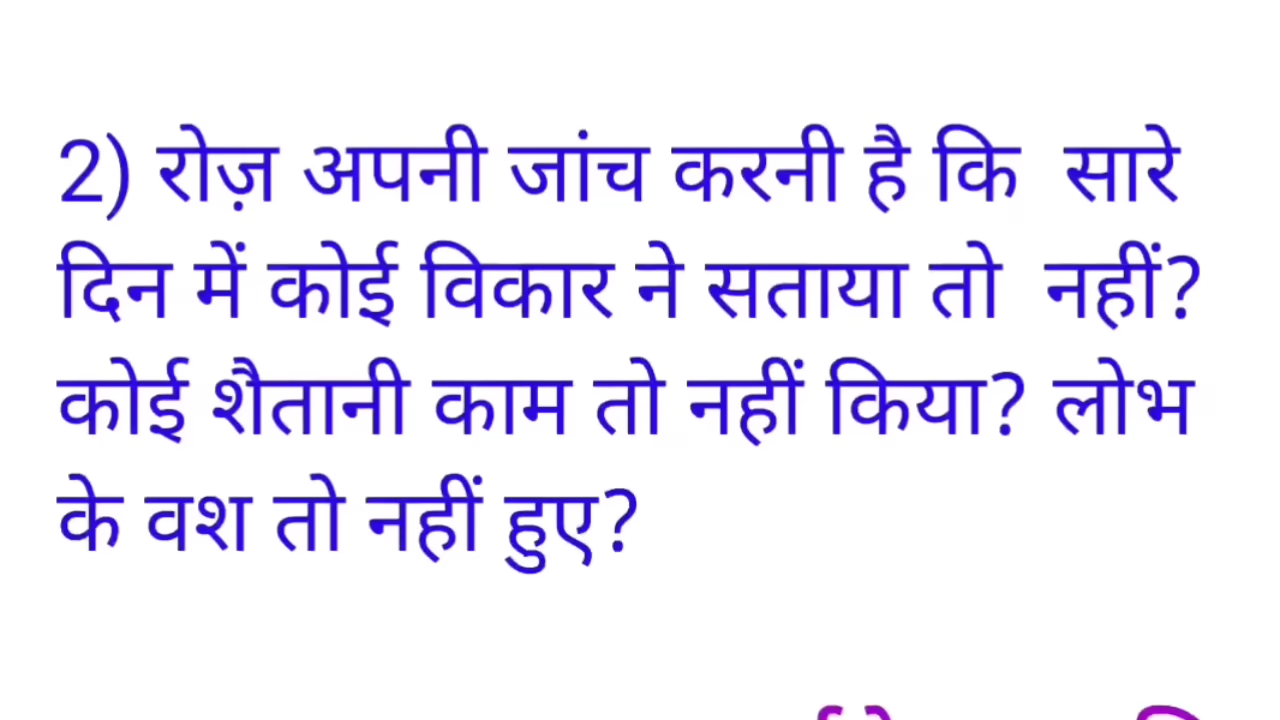 2) रोज़ अपनी जांच करनी है कि सारे
दिन में कोई विकार ने सताया तो नहीं?
कोई शैतानी काम तो नहीं किया? लोभ
के वश तो नहीं हुए?